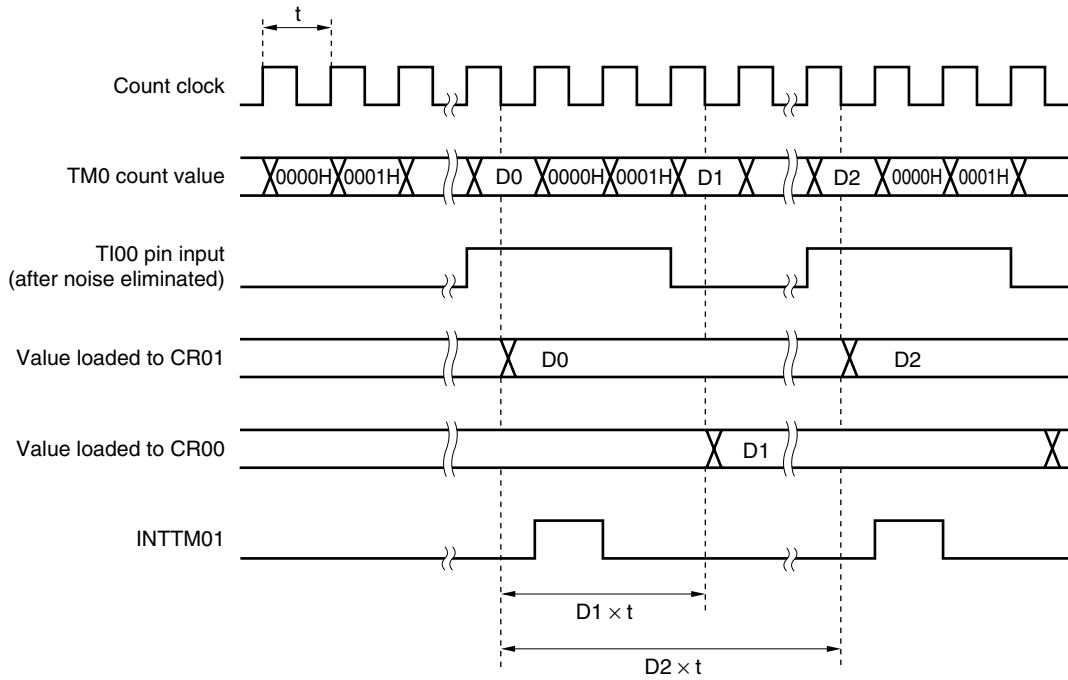 t
Count clock
TM0 count value
0000H 0001H D0 0000H 0001H D1 D2 0000H 0001H
TI00 pin input
(after noise eliminated)
Value loaded to CR01
D0 D2
Value loaded to CR00
D1
INTTM01
D1 × t
D2 × t